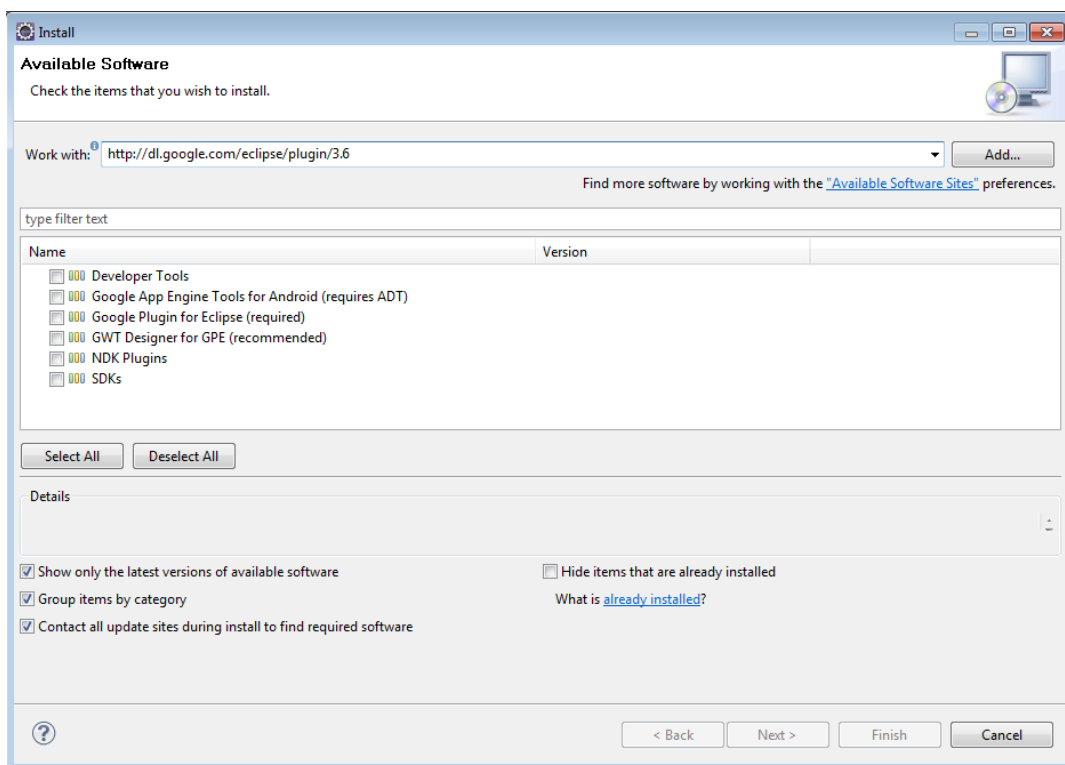 Install
Available Software
Check the items that you wish to install.
Work with: http://dl.google.com/eclipse/plugin/3.6 Add...
Find more software by working with the "Available Software Sites" preferences.
type filter text
Name Version
Developer Tools
Google App Engine Tools for Android (requires ADT)
Google Plugin for Eclipse (required)
GWT Designer for GPE (recommended)
NDK Plugins
SDKs
Select All Deselect All
Details
Show only the latest versions of available software Hide items that are already installed
Group items by category What is already installed?
Contact all update sites during install to find required software
? < Back Next > Finish Cancel